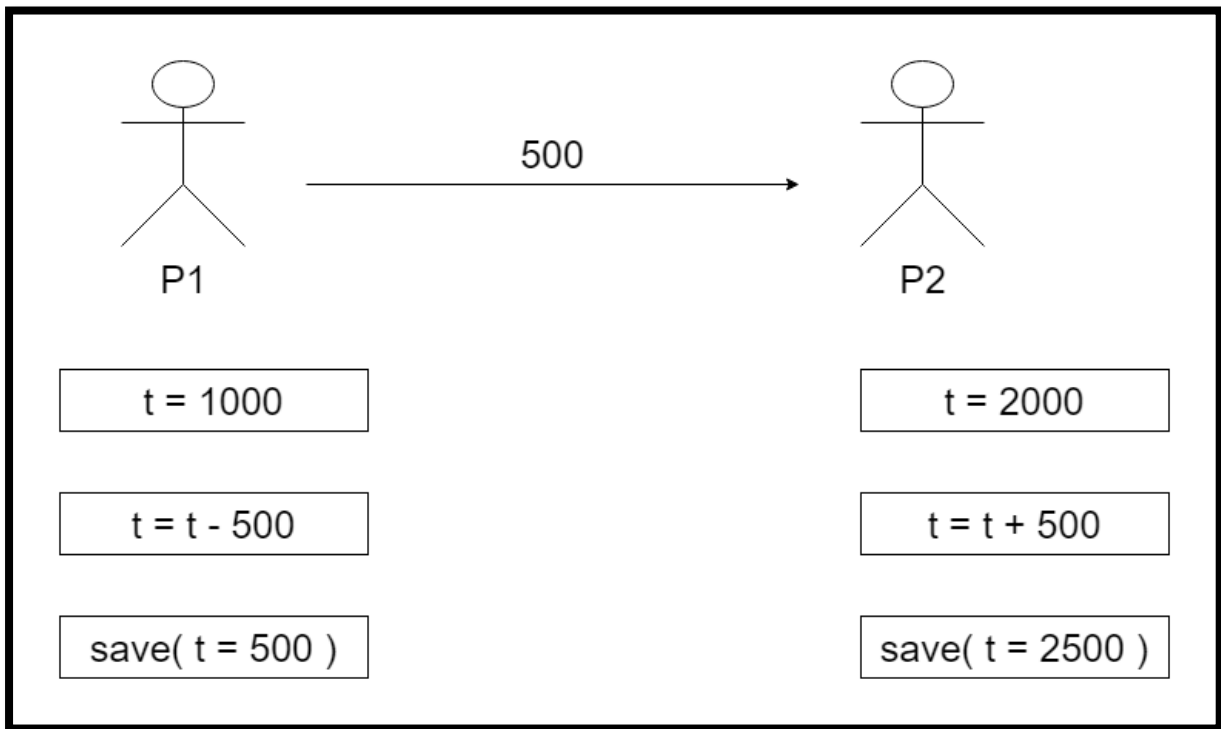 500
P1
P2
t = 1000
t = 2000
t = t - 500
t = t + 500
save( t = 500 )
save( t = 2500 )